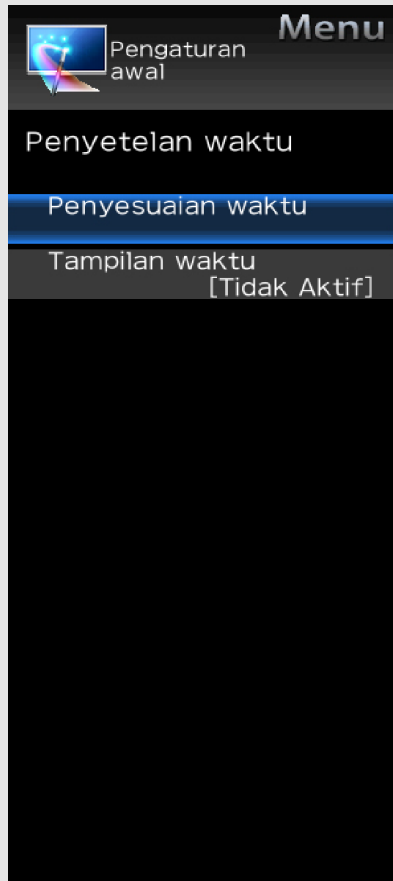 Menu
Pengaturan
awal
Penyetelan waktu
Penyesuaian waktu
Tampilan waktu
[Tidak Aktif]